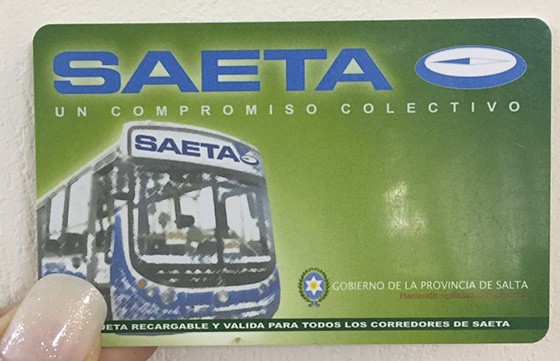 SAETA
UN COMPROMISO COLECTIVO
SAETA
GOBIERNO DE LA PROVINCIA DE SALTA
Haciendo realidad
RECARGABLE Y VALIDA PARA TODOS LOS CORREDORES DE SAETA